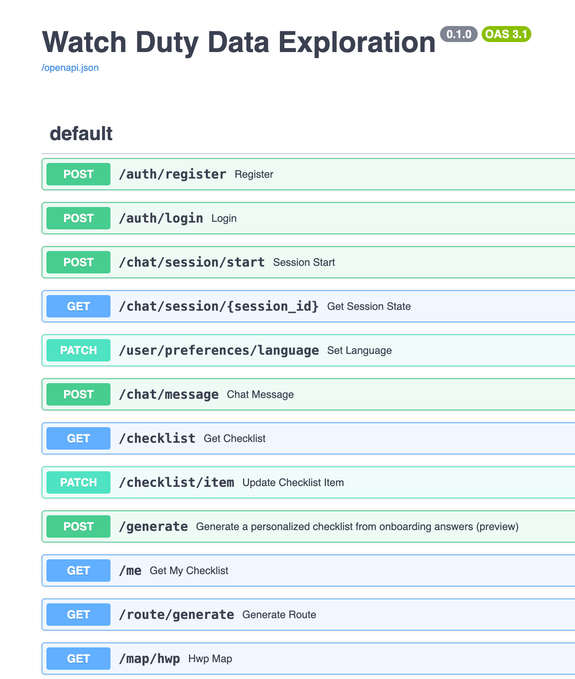 Watch Duty Data Exploration 0.1.0 OAS 3.1
/openapi.json
default
POST /auth/register Register
POST /auth/login Login
POST /chat/session/start Session Start
GET /chat/session/{session_id} Get Session State
PATCH /user/preferences/language Set Language
POST /chat/message Chat Message
GET /checklist Get Checklist
PATCH /checklist/item Update Checklist Item
POST /generate Generate a personalized checklist from onboarding answers (preview)
GET /me Get My Checklist
GET /route/generate Generate Route
GET /map/hwp Hwp Map